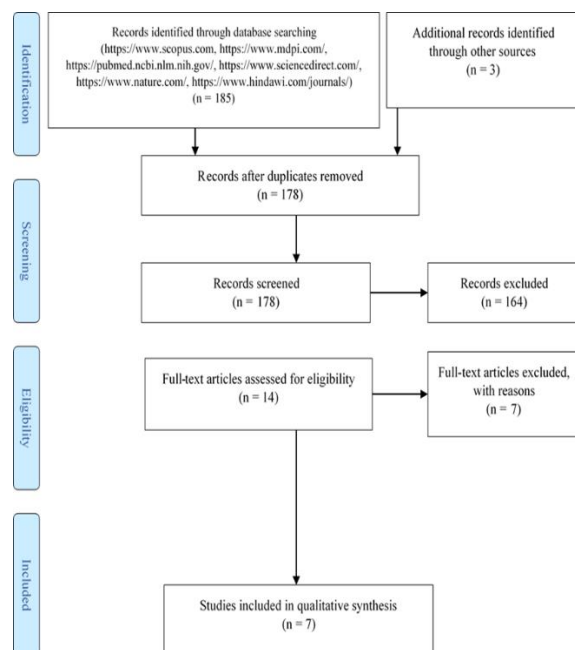 Identification
Records identified through database searching
(https://www.scopus.com, https://www.mdpi.com/,
https://pubmed.ncbi.nlm.nih.gov/, https://www.sciencedirect.com/,
https://www.nature.com/, https://www.hindawi.com/journals/)
(n = 185)
Additional records identified
through other sources
(n = 3)
Records after duplicates removed
(n = 178)
Screening
Records screened
(n = 178)
Records excluded
(n = 164)
Eligibility
Full-text articles assessed for eligibility
(n = 14)
Full-text articles excluded,
with reasons
(n = 7)
Included
Studies included in qualitative synthesis
(n = 7)